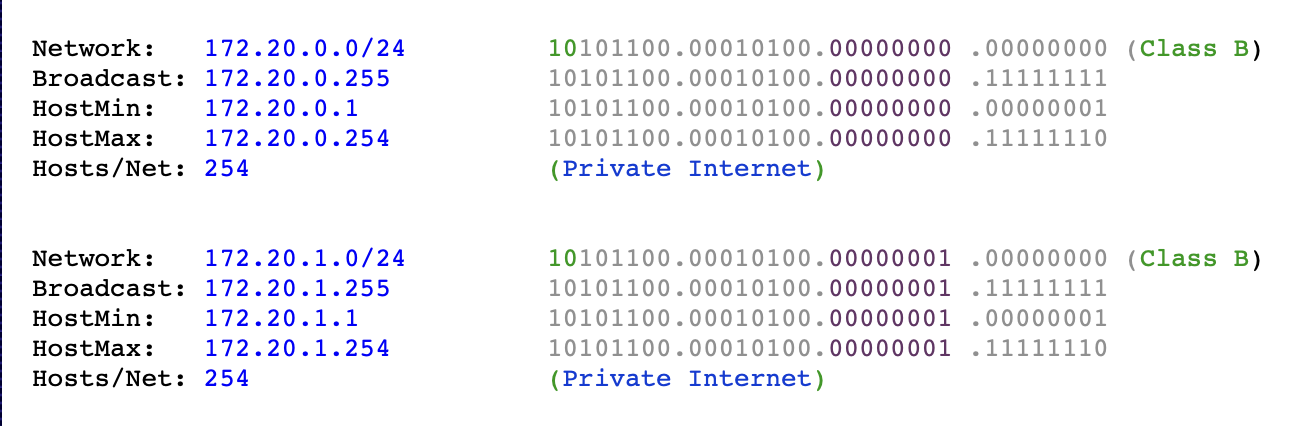 Network: 172.20.0.0/24 10101100.00010100.00000000 .00000000 (Class B)
Broadcast: 172.20.0.255 10101100.00010100.00000000 .11111111
HostMin: 172.20.0.1 10101100.00010100.00000000 .00000001
HostMax: 172.20.0.254 10101100.00010100.00000000 .11111110
Hosts/Net: 254 (Private Internet)
Network: 172.20.1.0/24 10101100.00010100.00000001 .00000000 (Class B)
Broadcast: 172.20.1.255 10101100.00010100.00000001 .11111111
HostMin: 172.20.1.1 10101100.00010100.00000001 .00000001
HostMax: 172.20.1.254 10101100.00010100.00000001 .11111110
Hosts/Net: 254 (Private Internet)